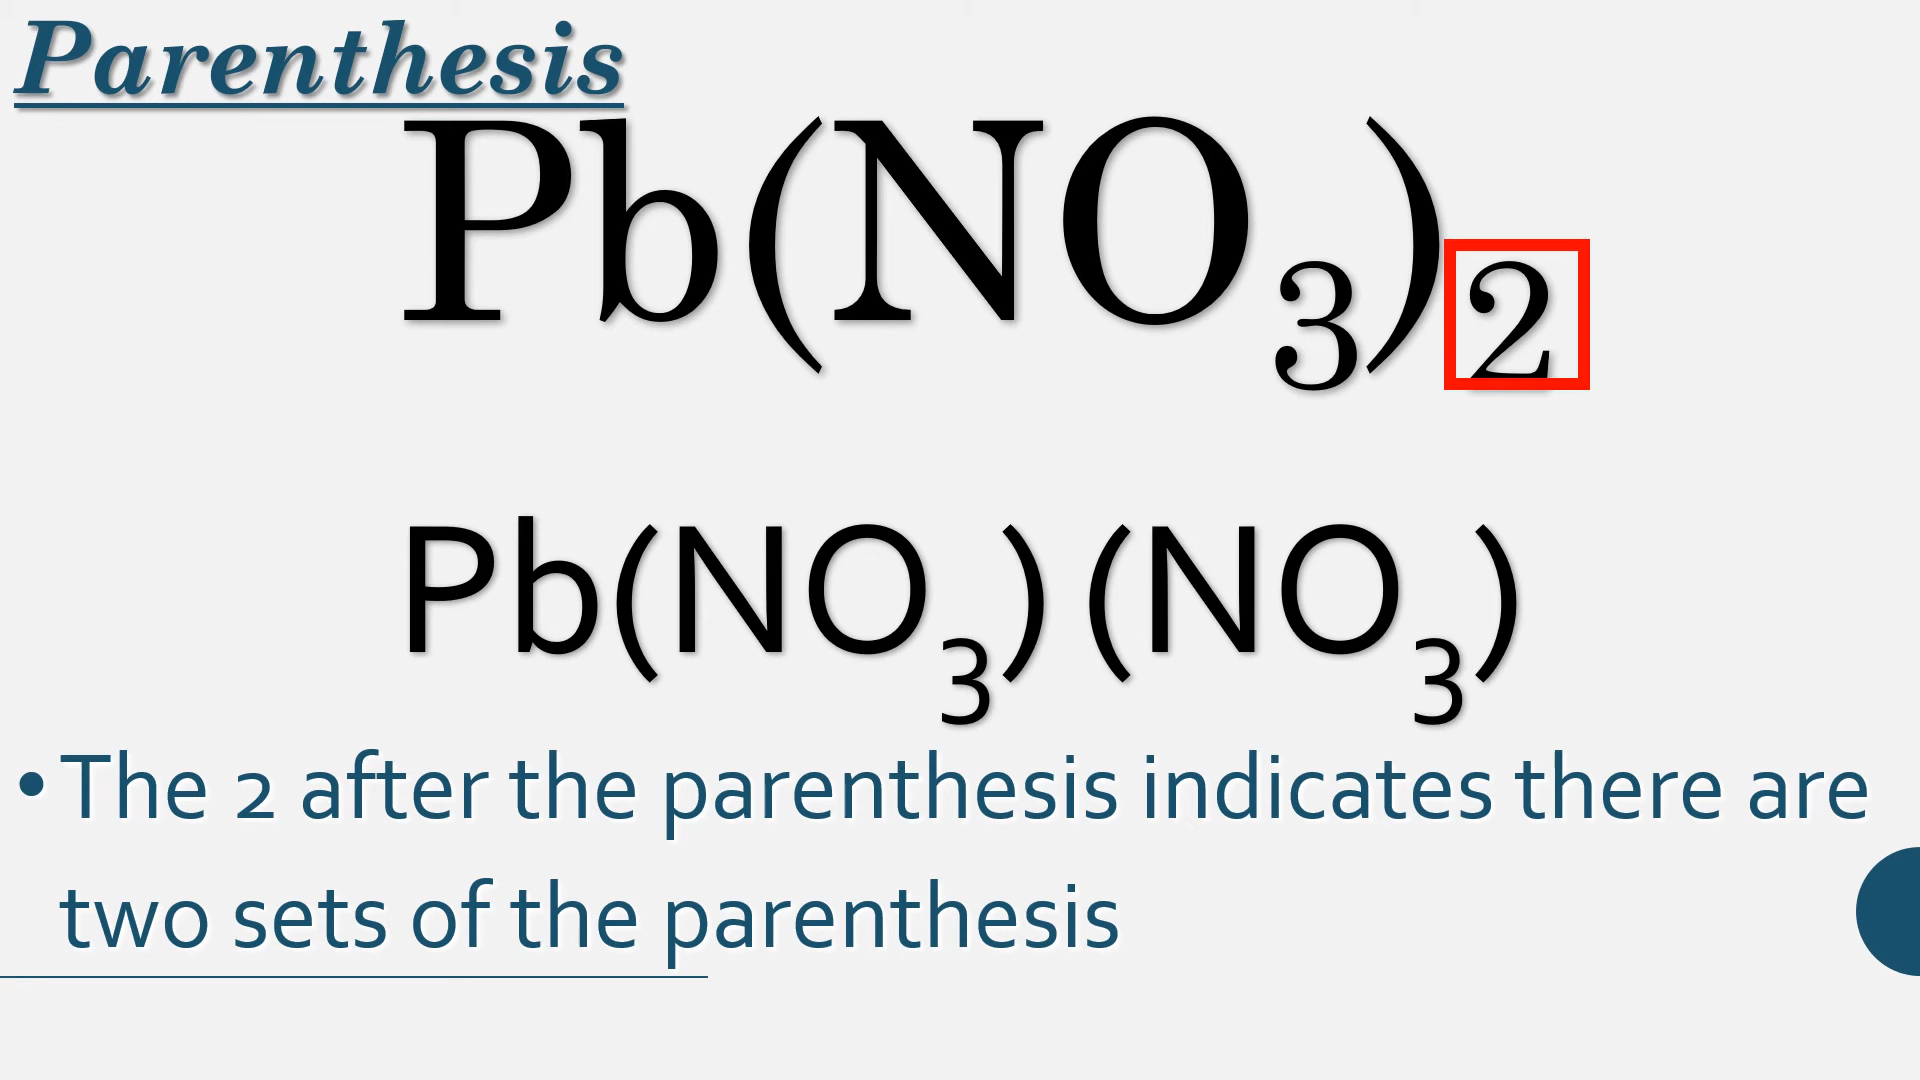 Parenthesis
Pb(NO₃)₂
Pb(NO₃)(NO₃)
• The 2 after the parenthesis indicates there are
two sets of the parenthesis